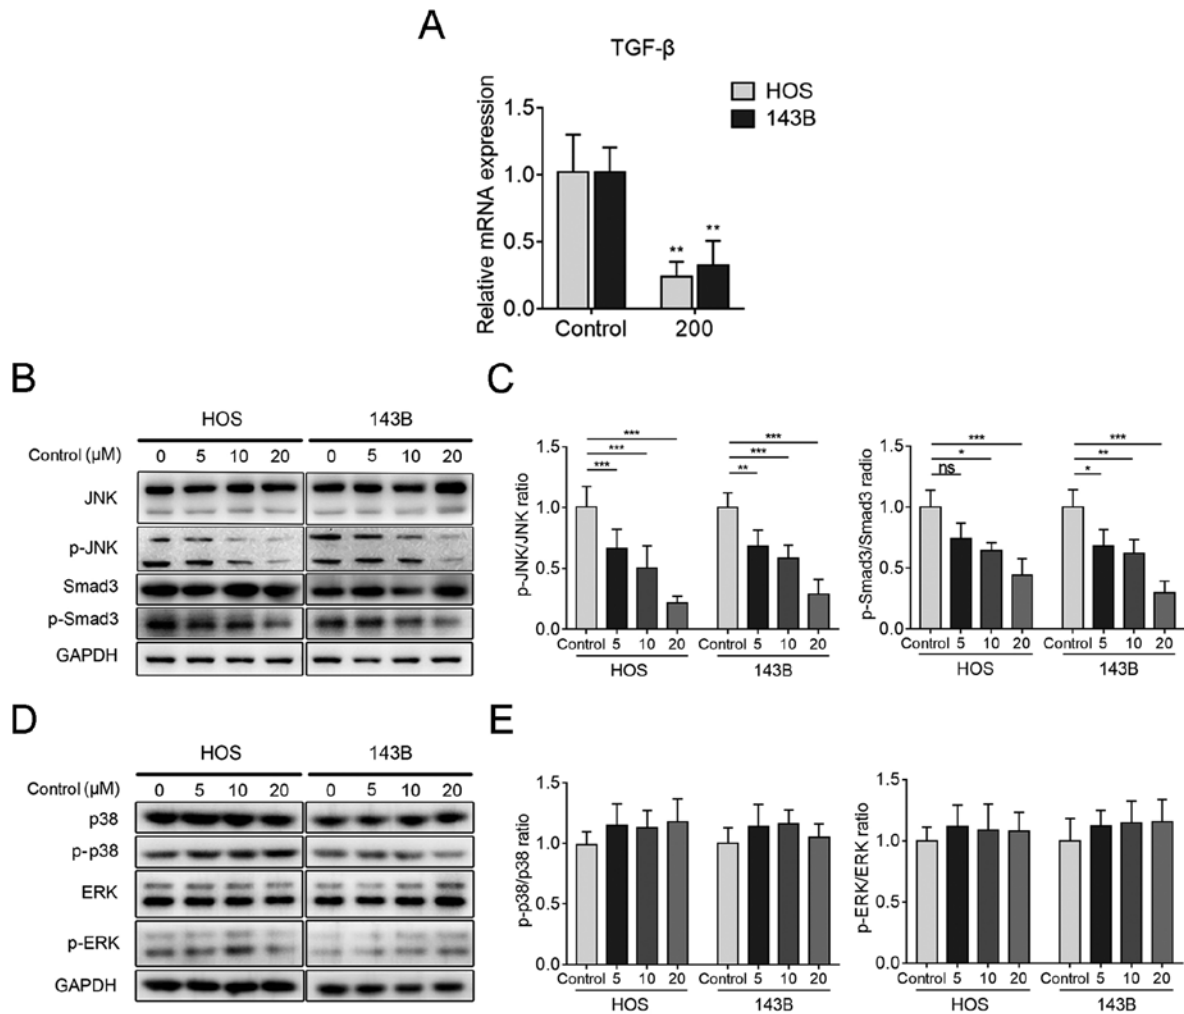 A
TGF-β
HOS
143B
Relative mRNA expression
1.5
1.0
0.5
0.0
**
**
Control 200
B
HOS 143B
Control (μM) 0 5 10 20 0 5 10 20
JNK
p-JNK
Smad3
p-Smad3
GAPDH
C
p-JNK/JNK ratio
1.5
1.0
0.5
0.0
***
***
***
***
***
**
Control 5 10 20 Control 5 10 20
HOS 143B
p-Smad3/Smad3 radio
1.5
1.0
0.5
0.0
***
*
ns
***
**
*
Control 5 10 20 Control 5 10 20
HOS 143B
D
HOS 143B
Control (μM) 0 5 10 20 0 5 10 20
p38
p-p38
ERK
p-ERK
GAPDH
E
p-p38/p38 ratio
1.5
1.0
0.5
0.0
Control 5 10 20 Control 5 10 20
HOS 143B
p-ERK/ERK ratio
1.5
1.0
0.5
0.0
Control 5 10 20 Control 5 10 20
HOS 143B